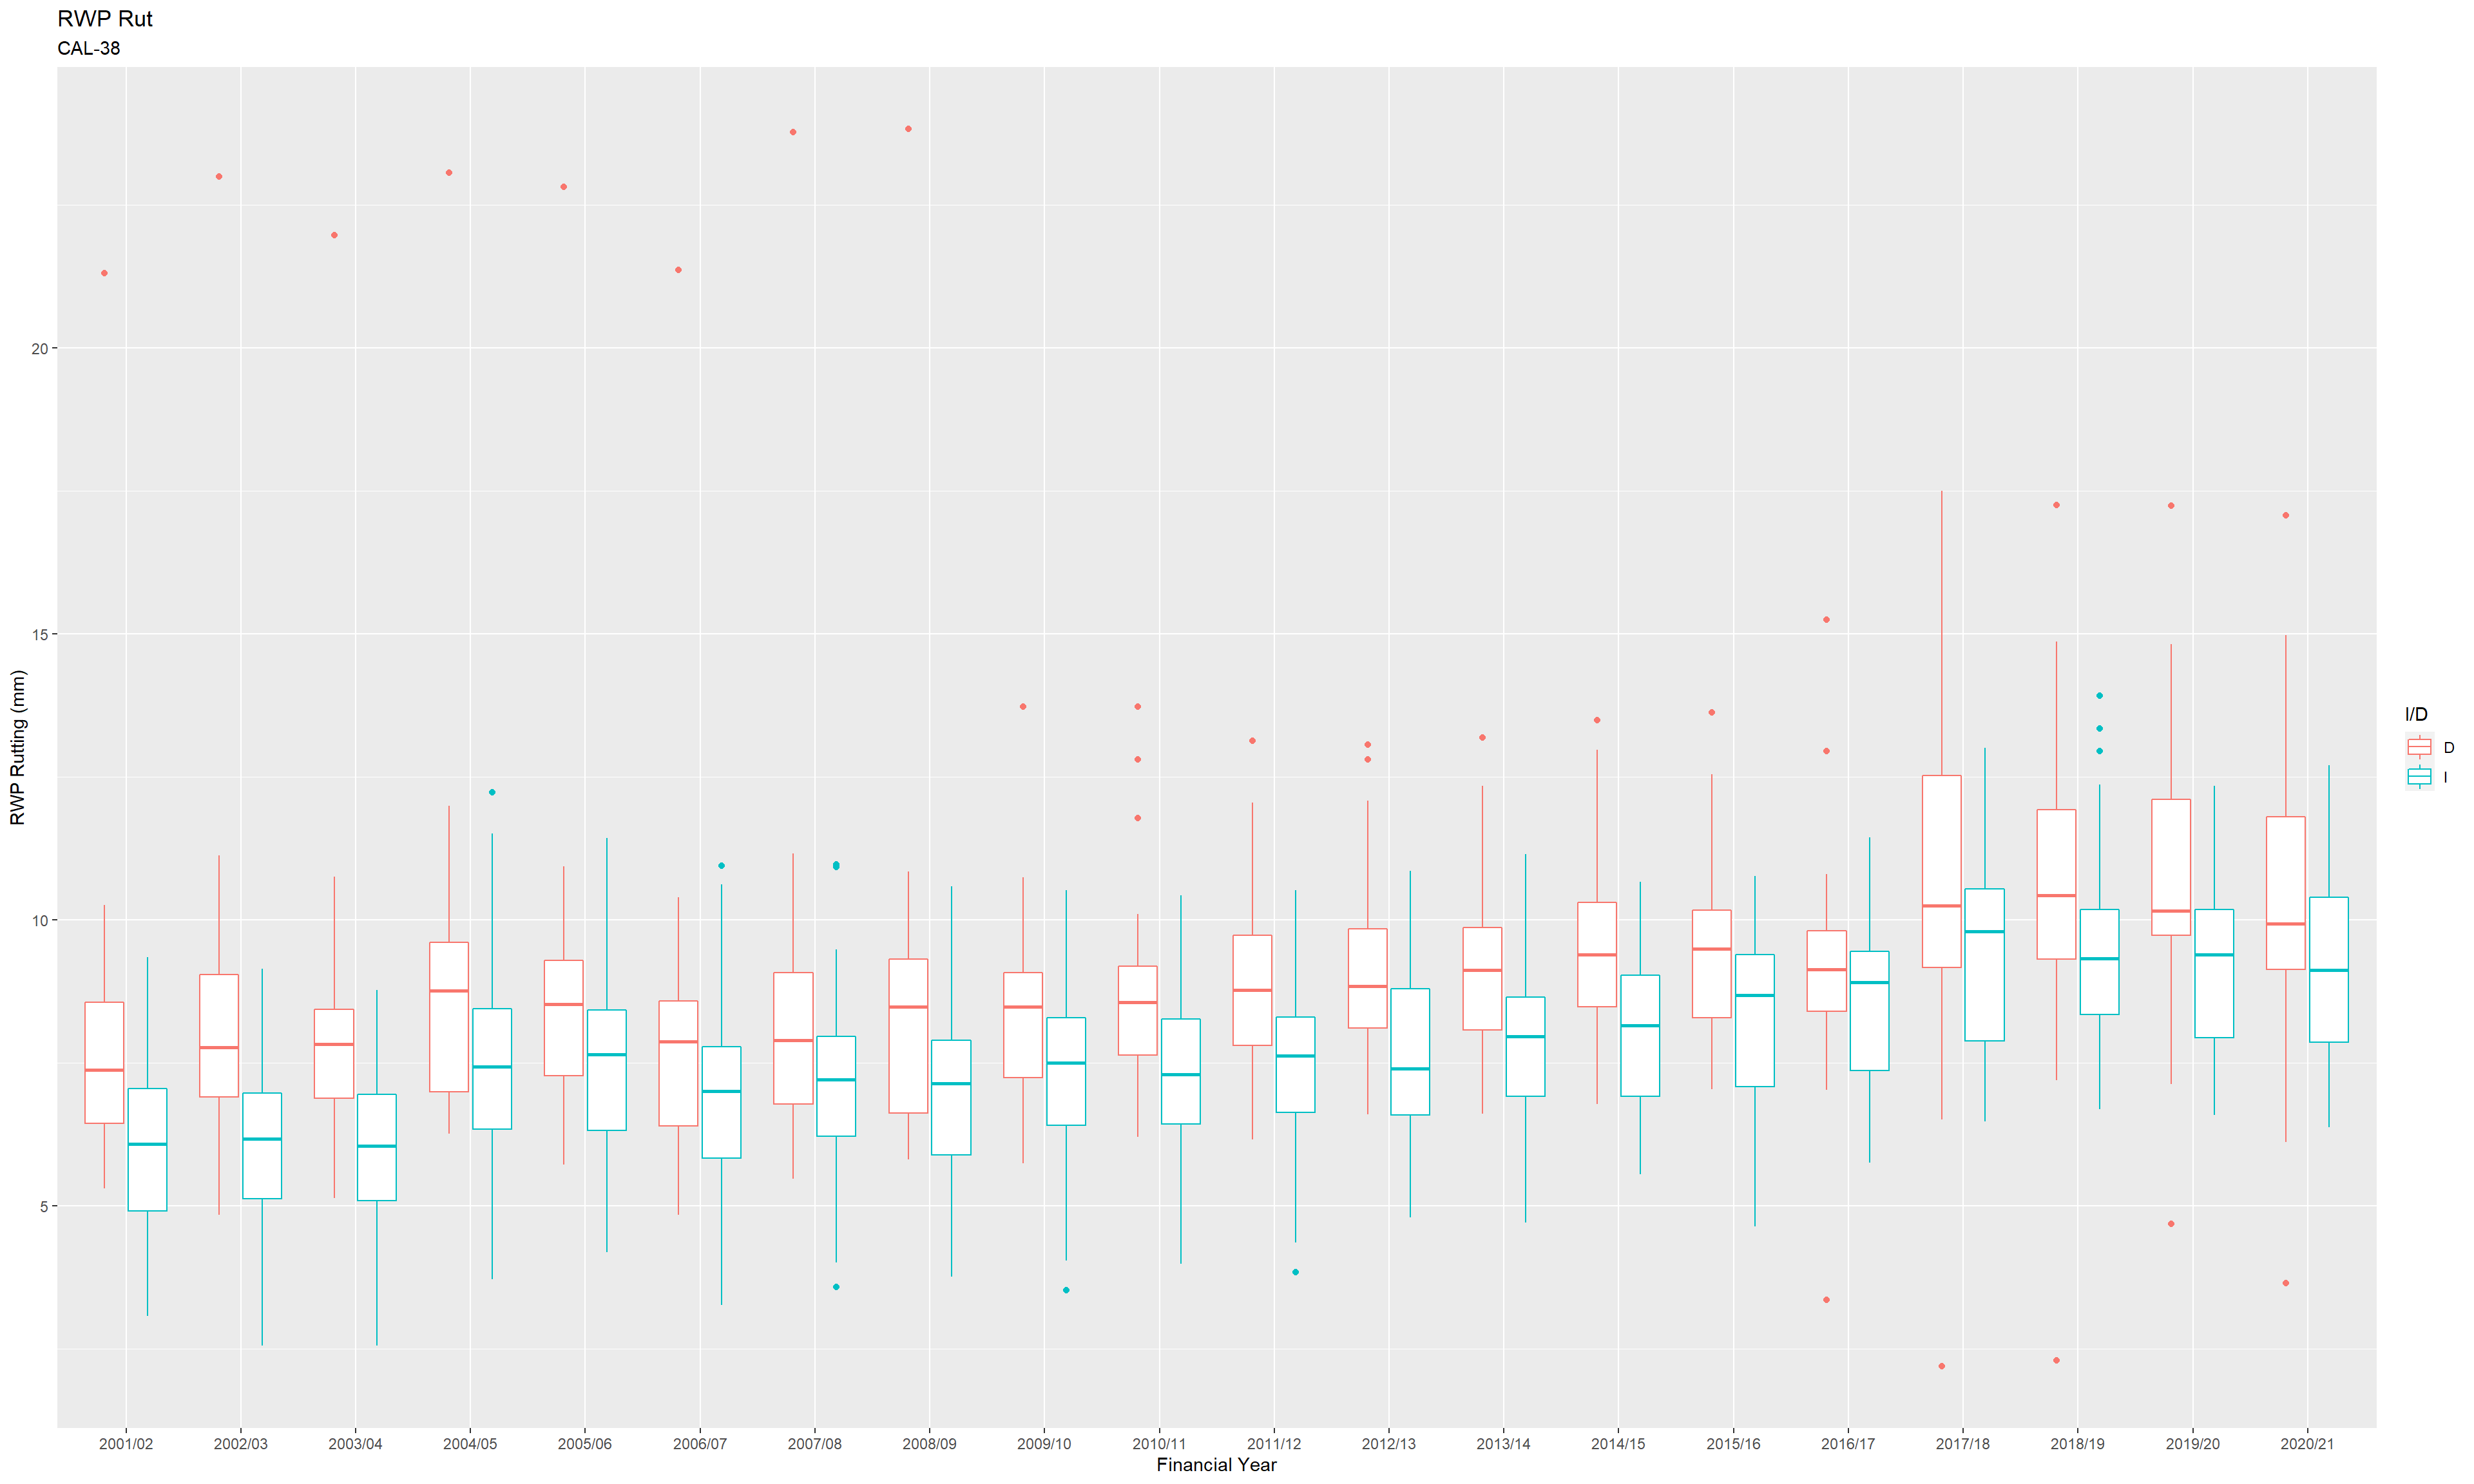 RWP Rut
CAL-38
RWP Rutting (mm)
20
15
10
5
2001/02 2002/03 2003/04 2004/05 2005/06 2006/07 2007/08 2008/09 2009/10 2010/11 2011/12 2012/13 2013/14 2014/15 2015/16 2016/17 2017/18 2018/19 2019/20 2020/21
Financial Year
I/D
D
I